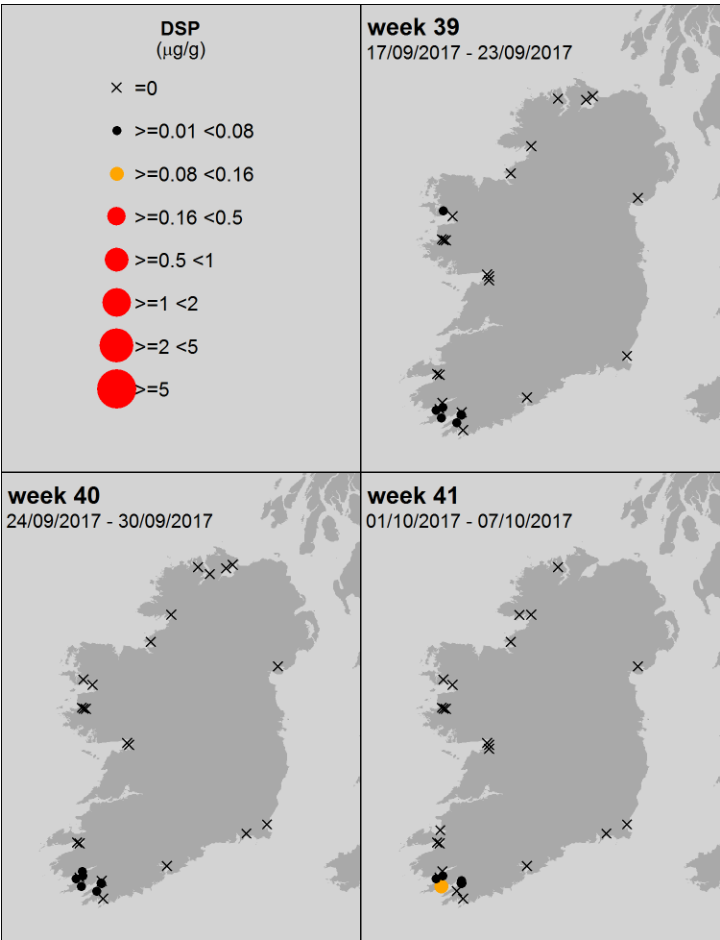 DSP
(μg/g)
=0
>=0.01 <0.08
>=0.08 <0.16
>=0.16 <0.5
>=0.5 <1
>=1 <2
>=2 <5
>=5
week 39
17/09/2017 - 23/09/2017
week 40
24/09/2017 - 30/09/2017
week 41
01/10/2017 - 07/10/2017